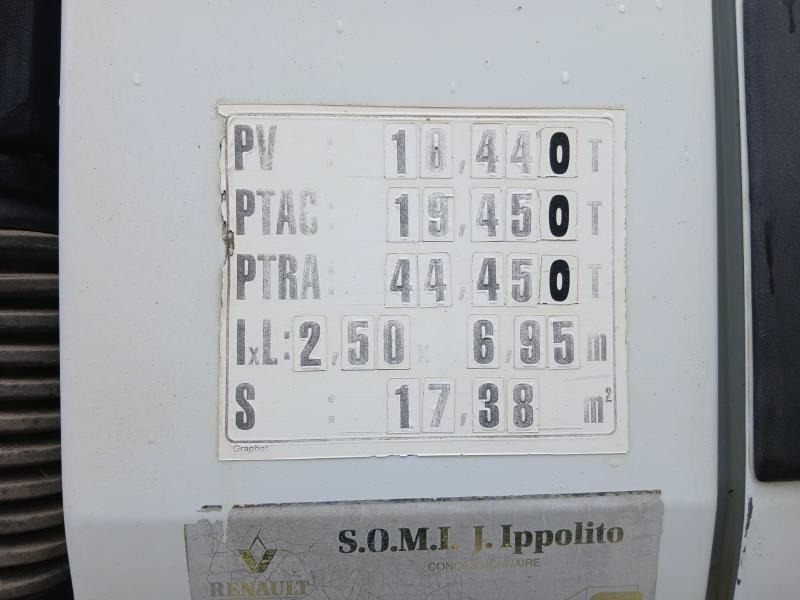 PV : 18,440 T
PTAC : 19,450 T
PTRA : 44,450 T
IxL: 2,50 x 6,95 m
S : 17,38 m²
Graphot
S.O.M.I. J. Ippolito
CONCESSIONNAIRE
RENAULT